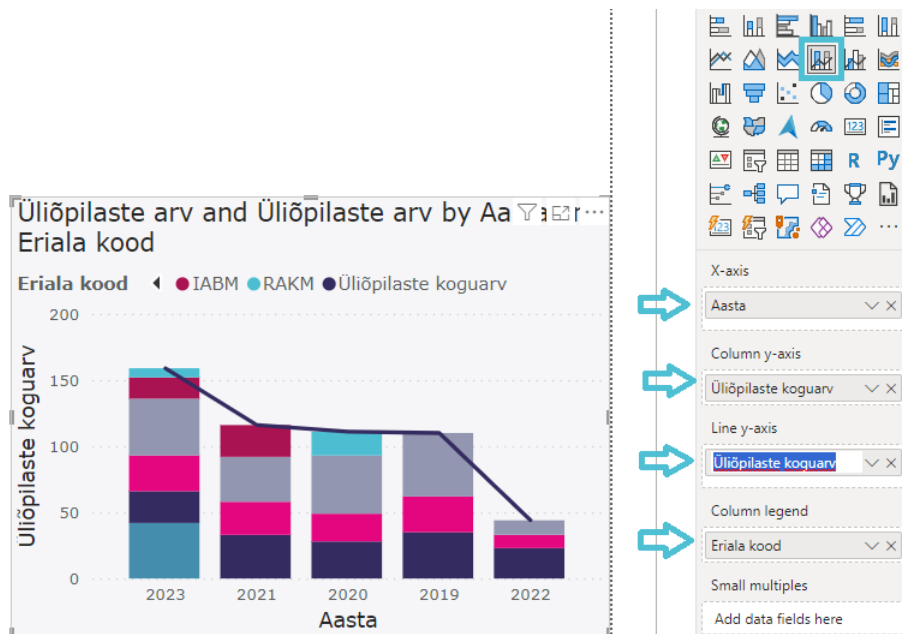 Üliõpilaste arv and Üliõpilaste arv by Aa
Eriala kood
Eriala kood IABM RAKM Üliõpilaste koguarv
200
150
100
50
0
Üliõpilaste koguarv
2023 2021 2020 2019 2022
Aasta
123
R Py
123
X-axis
Aasta
Column y-axis
Üliõpilaste koguarv
Line y-axis
Üliõpilaste koguarv
Column legend
Eriala kood
Small multiples
Add data fields here